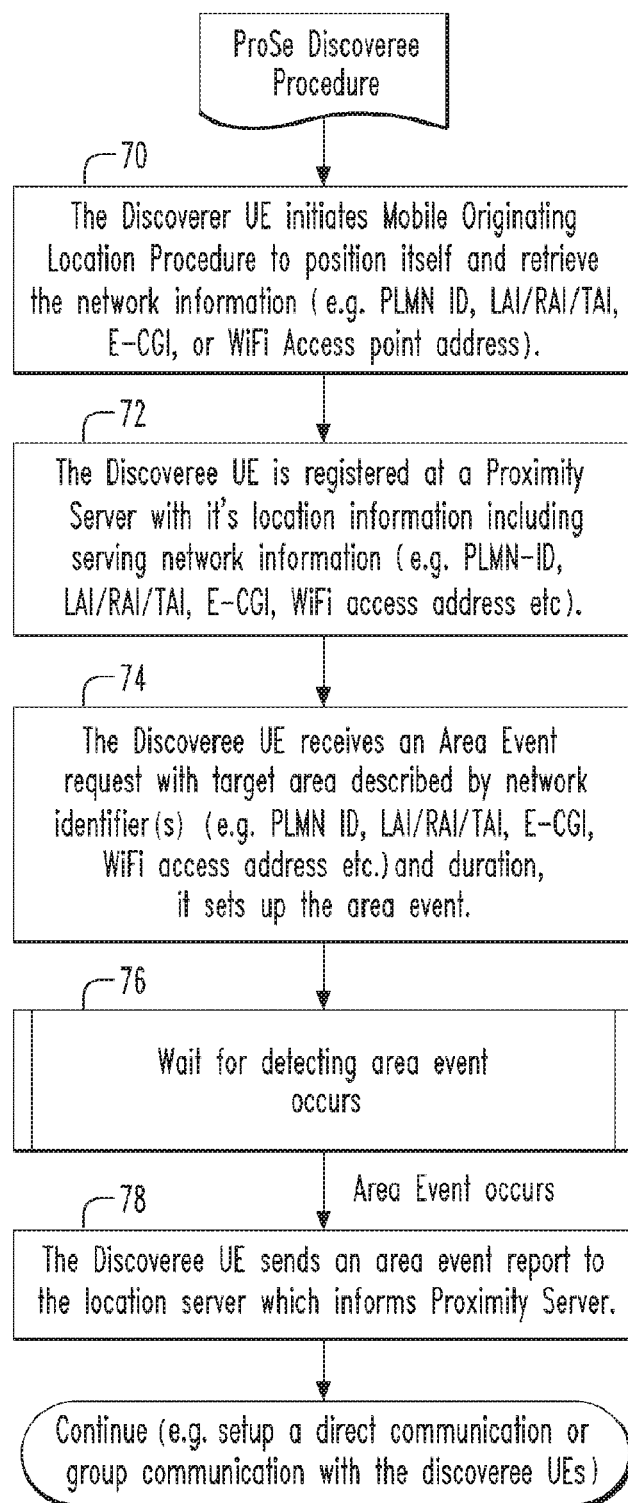 ProSe Discoveree
Procedure
70
The Discoverer UE initiates Mobile Originating
Location Procedure to position itself and retrieve
the network information (e.g. PLMN ID, LAI/RAI/TAI,
E-CGI, or WiFi Access point address).
72
The Discoveree UE is registered at a Proximity
Server with it's location information including
serving network information (e.g. PLMN-ID,
LAI/RAI/TAI, E-CGI, WiFi access address etc).
74
The Discoveree UE receives an Area Event
request with target area described by network
identifier(s) (e.g. PLMN ID, LAI/RAI/TAI, E-CGI,
WiFi access address etc.) and duration,
it sets up the area event.
76
Wait for detecting area event
occurs
Area Event occurs
78
The Discoveree UE sends an area event report to
the location server which informs Proximity Server.
Continue (e.g. setup a direct communication or
group communication with the discoveree UEs)